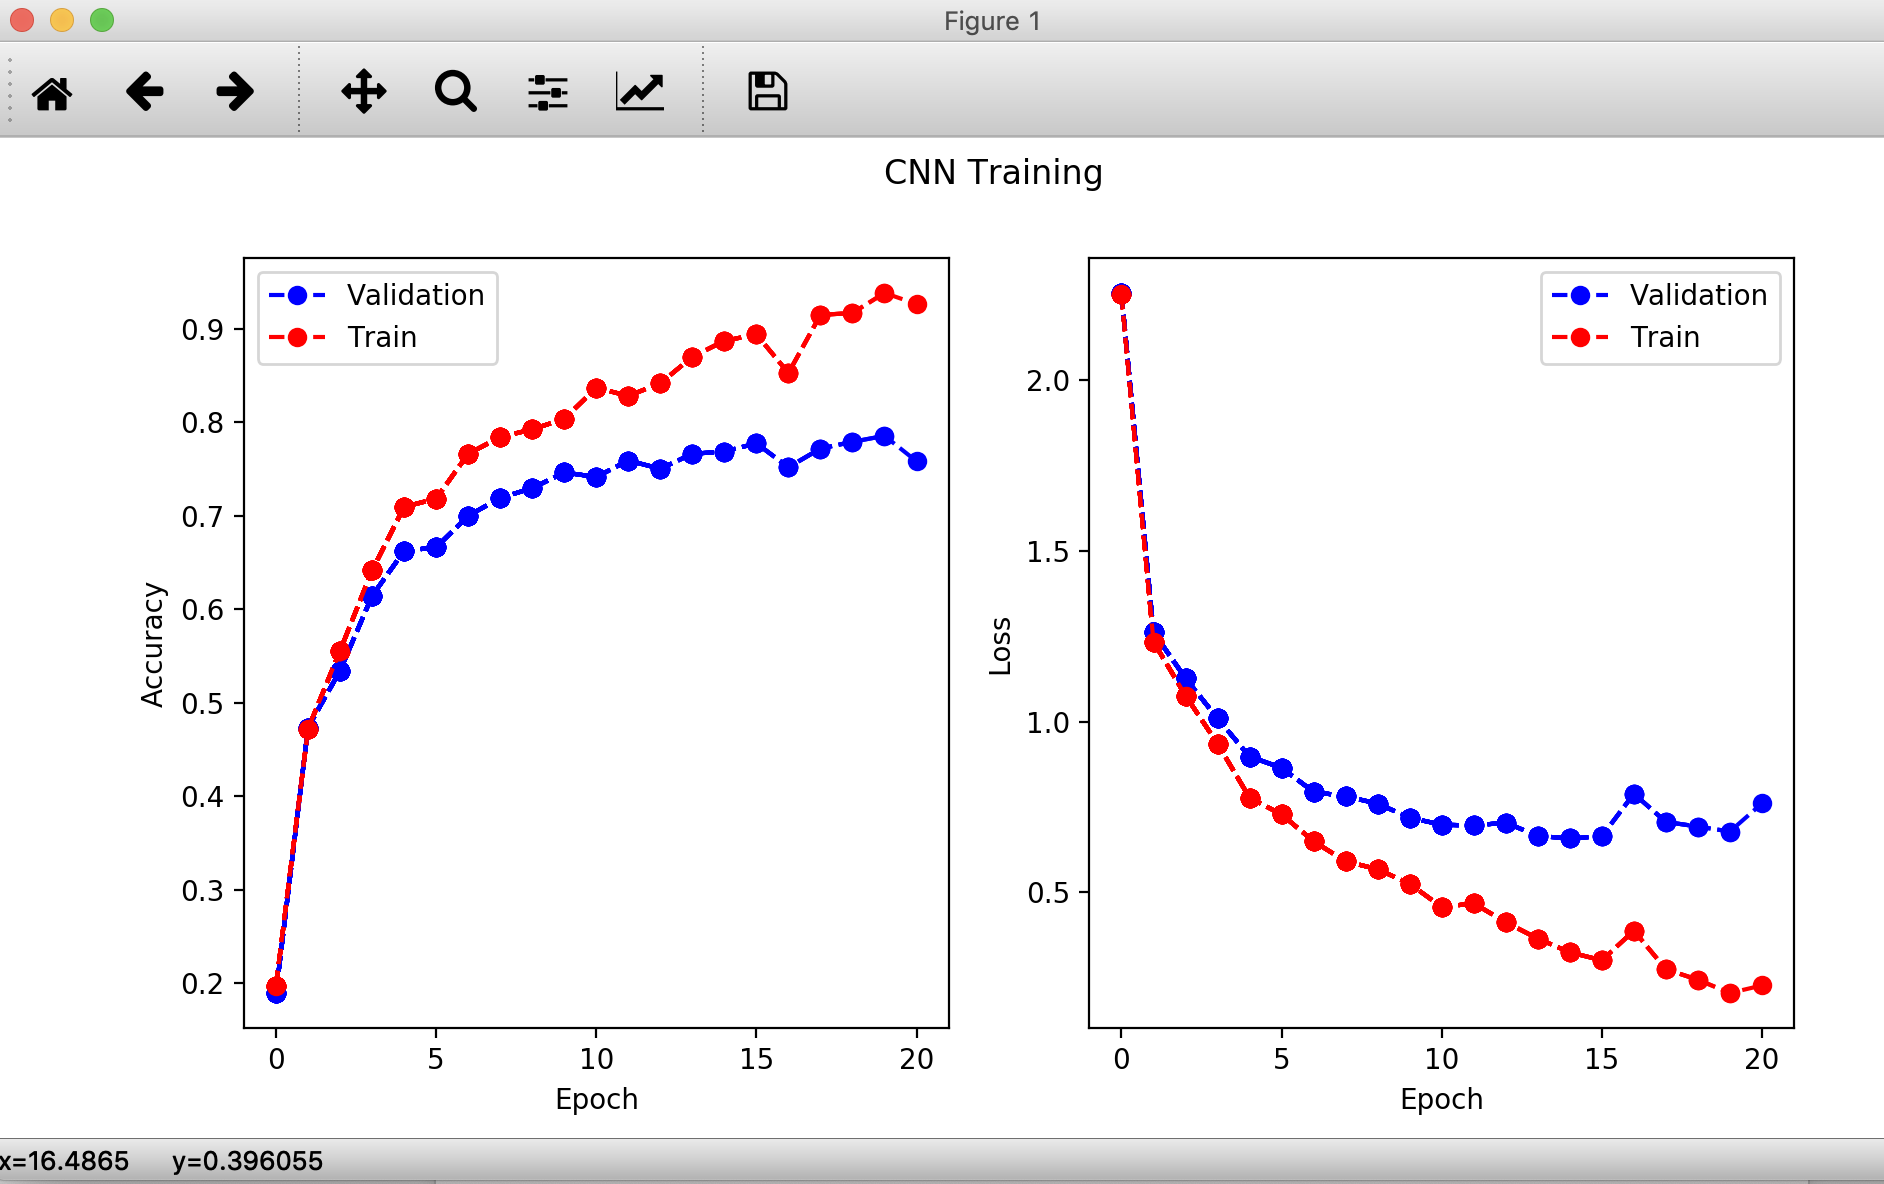 Figure 1
CNN Training
Validation
Train
0.9
0.8
0.7
0.6
0.5
0.4
0.3
0.2
Accuracy
0 5 10 15 20
Epoch
Validation
Train
2.0
1.5
1.0
0.5
Loss
0 5 10 15 20
Epoch
x=16.4865 y=0.396055